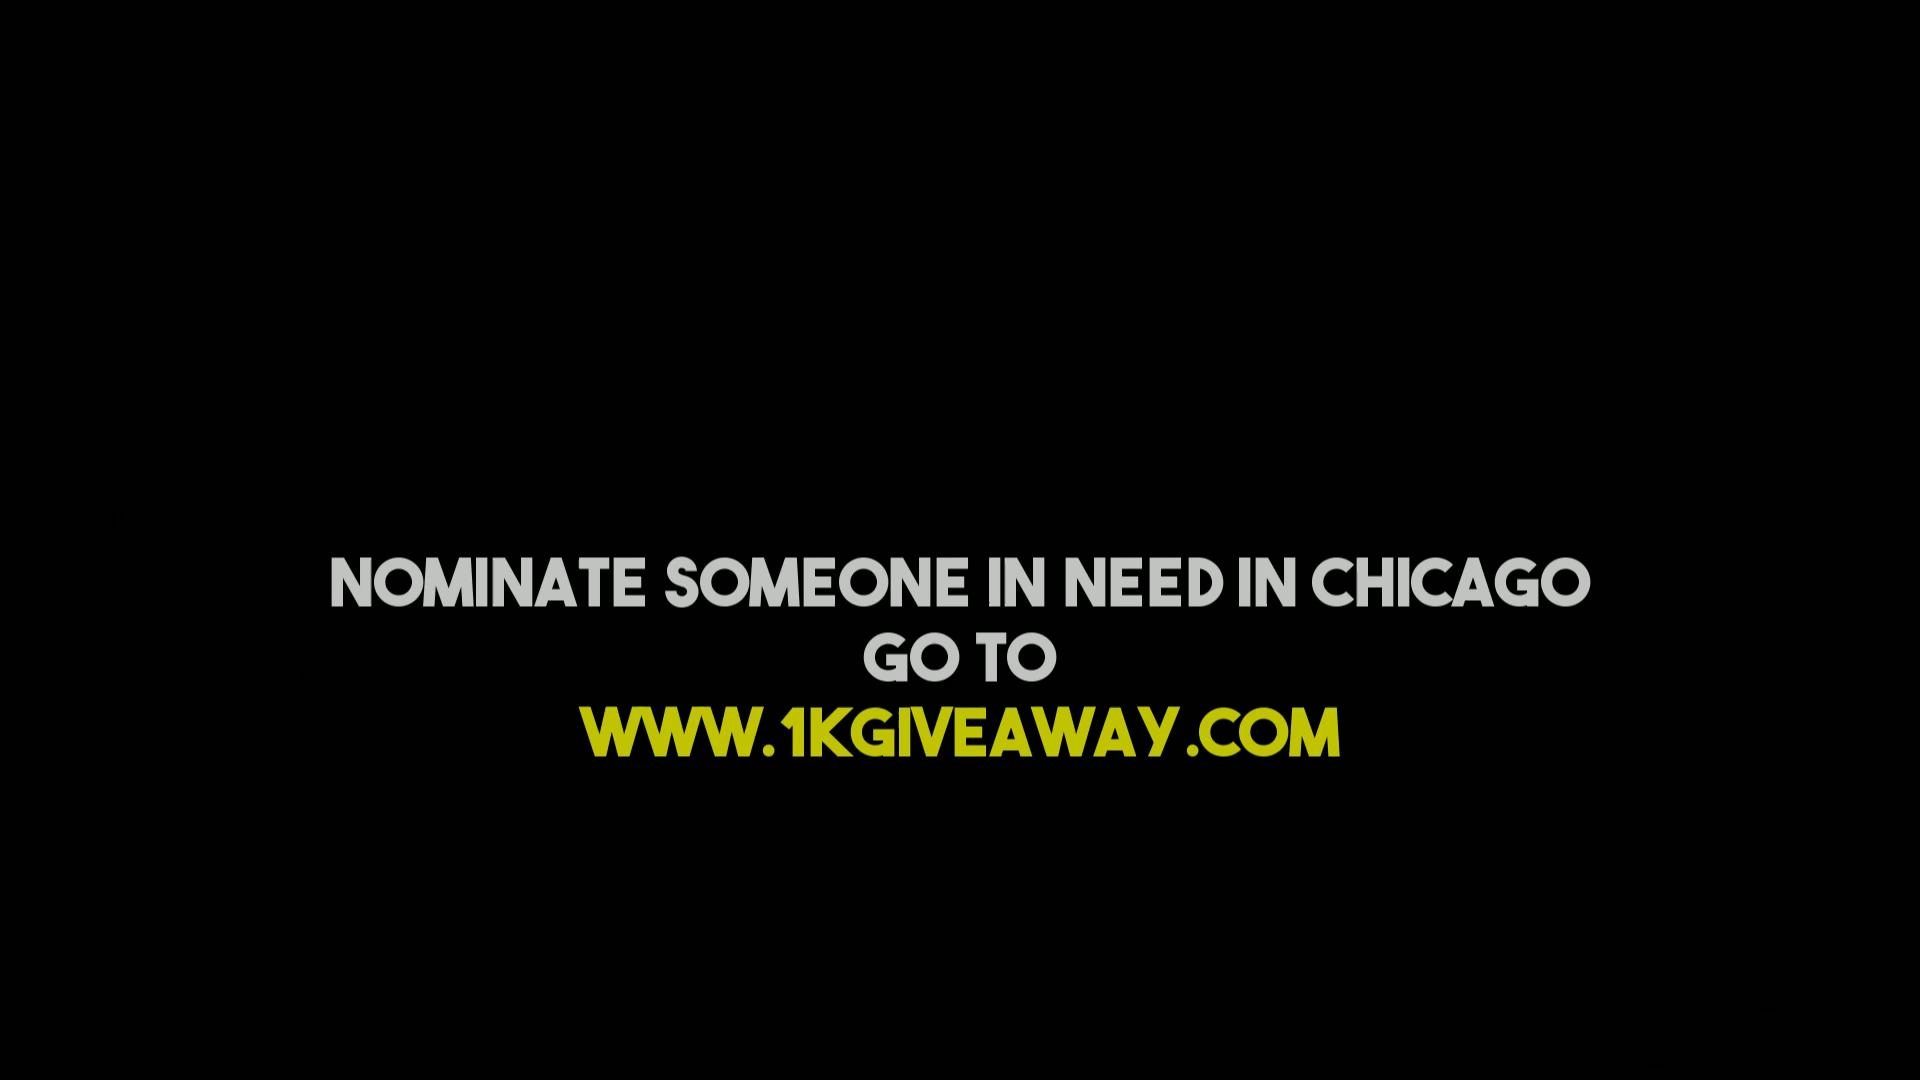 NOMINATE SOMEONE IN NEED IN CHICAGO
GO TO
WWW.1KGIVEAWAY.COM